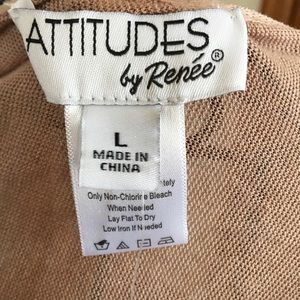 ATTITUDES
by Renée®
L
MADE IN
CHINA
Only Non-Chlorine Bleach
When Needed
Lay Flat To Dry
Low Iron If Needed